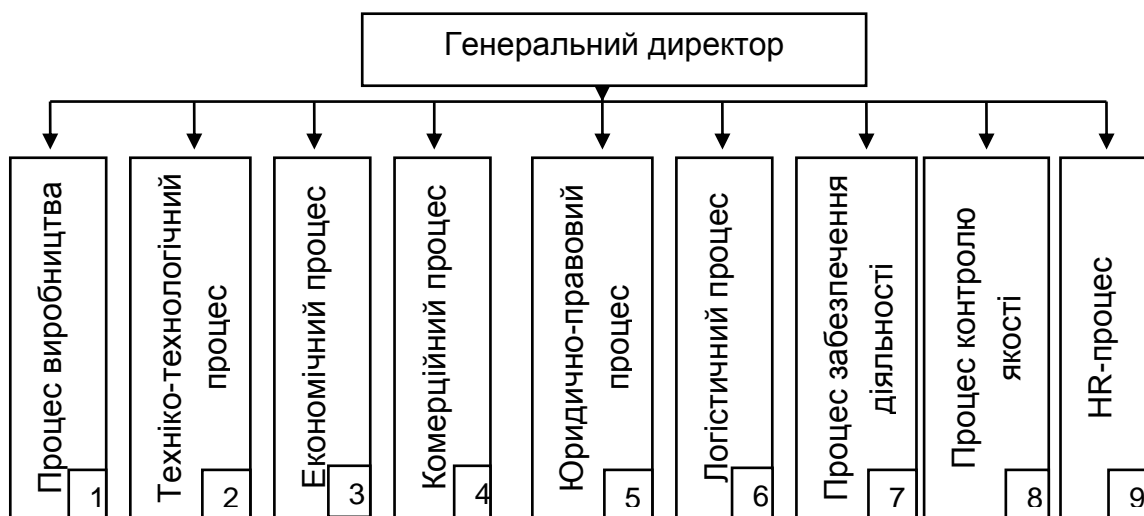 Генеральний директор
Процес виробництва
1
Техніко-технологічний
процес
2
Економічний процес
3
Комерційний процес
4
Юридично-правовий
процес
5
Логістичний процес
6
Процес забезпечення
діяльності
7
Процес контролю
якості
8
HR-процес
9